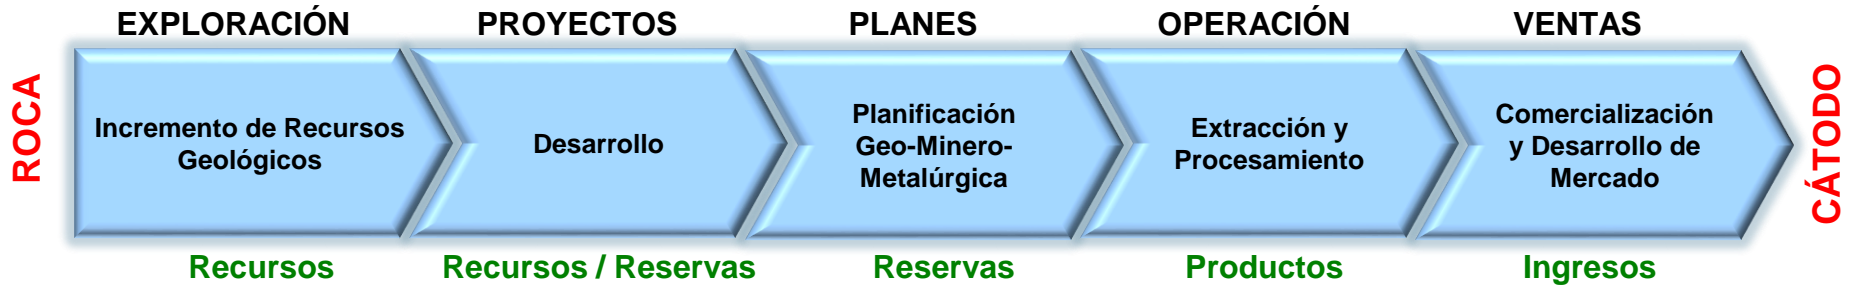 EXPLORACIÓN
PROYECTOS
PLANES
OPERACIÓN
VENTAS
ROCA
Incremento de Recursos
Geológicos
Desarrollo
Planificación
Geo-Minero-
Metalúrgica
Extracción y
Procesamiento
Comercialización
y Desarrollo de
Mercado
CÁTODO
Recursos
Recursos / Reservas
Reservas
Productos
Ingresos